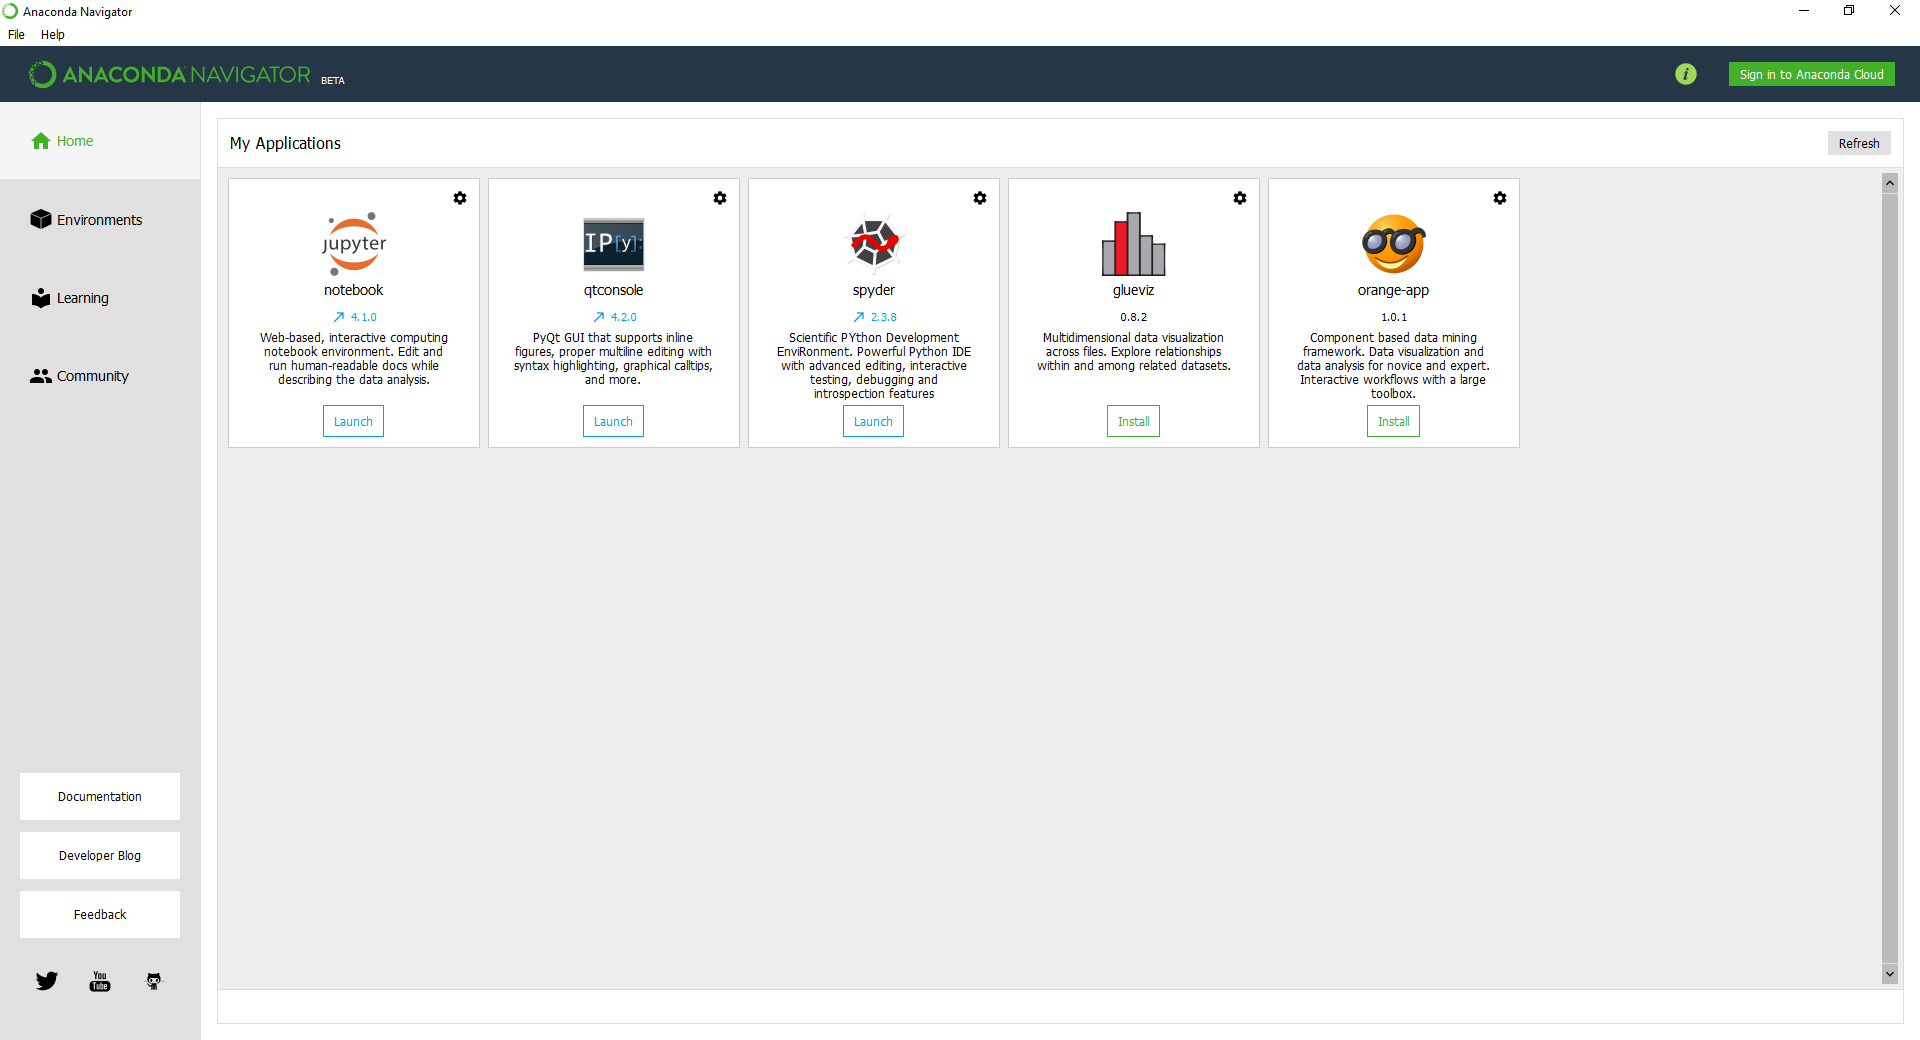 Anaconda Navigator
File Help
ANACONDA NAVIGATOR BETA
i
Sign in to Anaconda Cloud
Home
Environments
Learning
Community
Documentation
Developer Blog
Feedback
You
Tube
My Applications
Refresh
jupyter
notebook
4.1.0
Web-based, interactive computing
notebook environment. Edit and
run human-readable docs while
describing the data analysis.
Launch
IP[y]:
qtconsole
4.2.0
PyQt GUI that supports inline
figures, proper multiline editing with
syntax highlighting, graphical calltips,
and more.
Launch
spyder
2.3.8
Scientific PYthon Development
EnviRonment. Powerful Python IDE
with advanced editing, interactive
testing, debugging and
introspection features
Launch
glueviz
0.8.2
Multidimensional data visualization
across files. Explore relationships
within and among related datasets.
Install
orange-app
1.0.1
Component based data mining
framework. Data visualization and
data analysis for novice and expert.
Interactive workflows with a large
toolbox.
Install